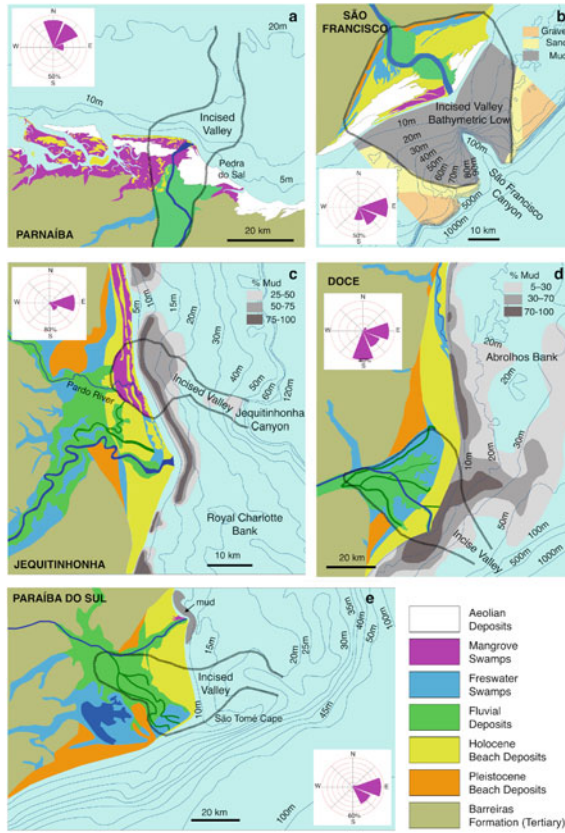 a
N
W
E
S
50%
20m
10m
Incised
Valley
Pedra
do Sal
5m
PARNAÍBA
20 km
b
SÃO
FRANCISCO
Gravel
Sand
Mud
Incised Valley
Bathymetric Low
10m
20m
30m
40m
50m
60m
70m
80m
90m
100m
São Francisco
Canyon
500m
1000m
N
W
E
S
50%
10 km
c
N
W
E
S
80%
% Mud
25-50
50-75
75-100
5m
10m
15m
20m
30m
40m
50m
60m
120m
Pardo River
Incised Valley
Jequitinhonha
Canyon
Royal Charlotte
Bank
10 km
JEQUITINHONHA
d
DOCE
% Mud
5-30
30-70
70-100
N
W
E
S
20m
Abrolhos Bank
20m
10m
20m
30m
50m
100m
500m
1000m
Incise Valley
20 km
e
PARAÍBA DO SUL
mud
15m
Incised
Valley
10m
20m
25m
30m
35m
40m
50m
100m
45m
São Tomé Cape
20 km
100m
N
W
E
S
60%
Aeolian
Deposits
Mangrove
Swamps
Freswater
Swamps
Fluvial
Deposits
Holocene
Beach Deposits
Pleistocene
Beach Deposits
Barreiras
Formation (Tertiary)